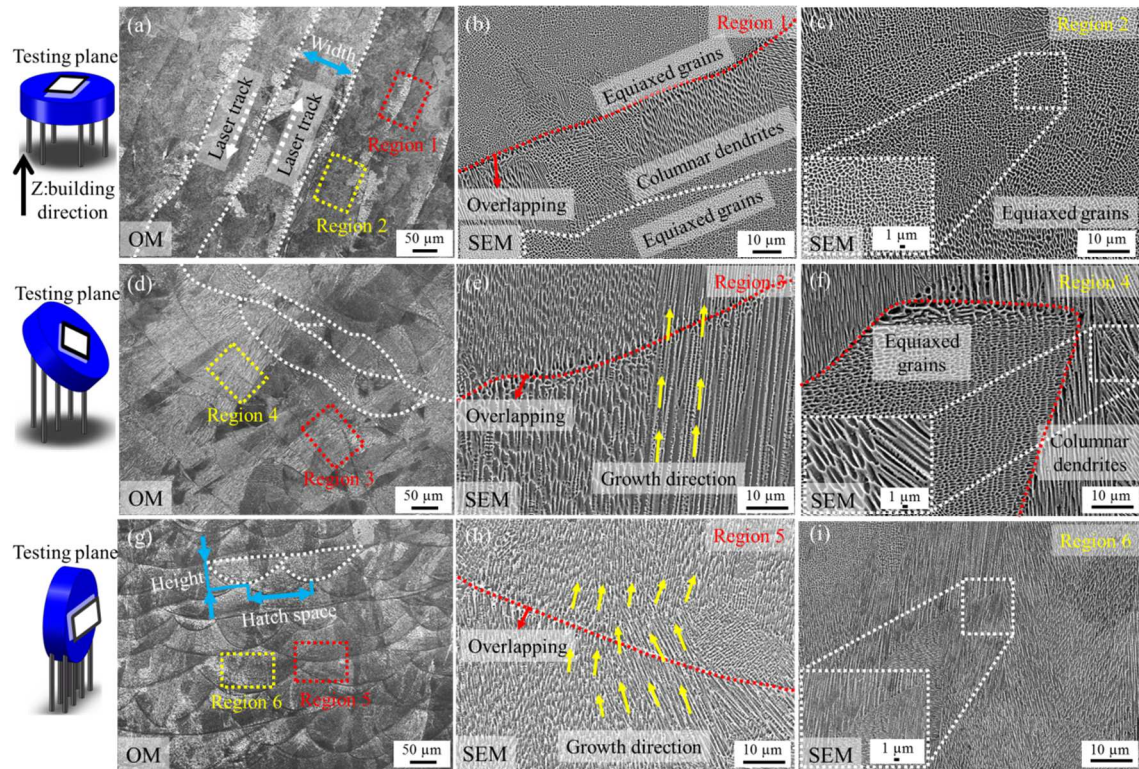 Testing plane
Z:building
direction
(a)
Width
Laser track
Laser track
Region 1
Region 2
OM
50 µm
(b)
Region 1
Equiaxed grains
Columnar dendrites
Overlapping
Equiaxed grains
SEM
10 µm
(c)
Region 2
Equiaxed grains
SEM
1 µm
10 µm
Testing plane
(d)
Region 4
Region 3
OM
50 µm
(e)
Region 3
Overlapping
Growth direction
SEM
10 µm
(f)
Region 4
Equiaxed
grains
Columnar
dendrites
SEM
1 µm
10 µm
Testing plane
(g)
Height
Hatch space
Region 6
Region 5
OM
50 µm
(h)
Region 5
Overlapping
Growth direction
SEM
10 µm
(i)
Region 6
SEM
1 µm
10 µm